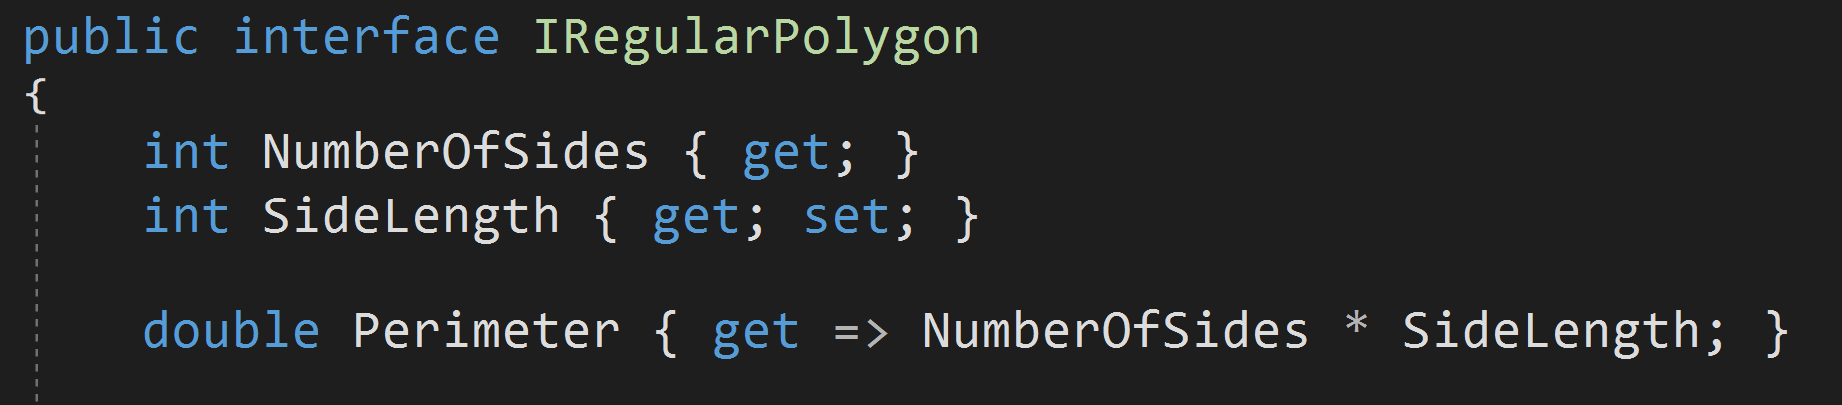 public interface IRegularPolygon
{
int NumberOfSides { get; }
int SideLength { get; set; }
double Perimeter { get => NumberOfSides * SideLength; }